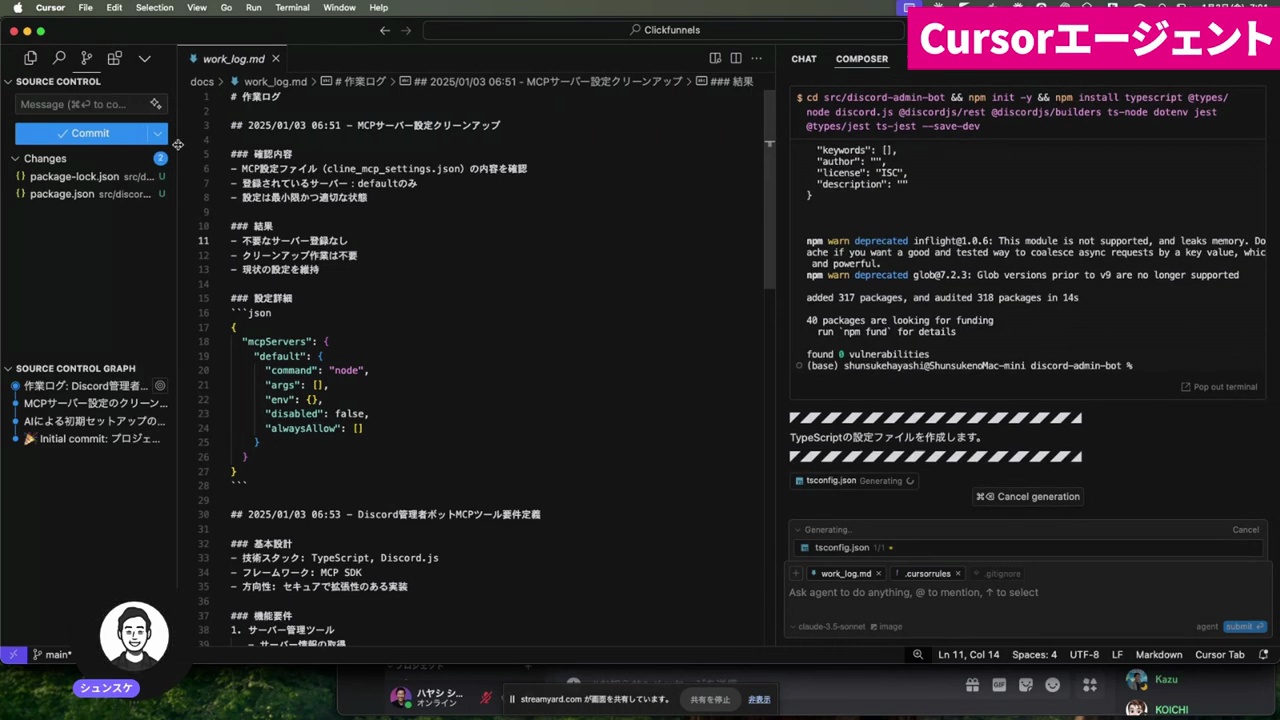 Cursor File Edit Selection View Go Run Terminal Window Help
Cursorエージェント
Clickfunnels
SOURCE CONTROL
Message (⌘⏎ to co...
Commit
Changes
2
package-lock.json src/d... U
package.json src/discor... U
SOURCE CONTROL GRAPH
作業ログ: Discord管理者...
MCPサーバー設定のクリーン...
AIによる初期セットアップの...
🎉 Initial commit: プロジェ...
work_log.md
docs > work_log.md > # 作業ログ > ## 2025/01/03 06:51 - MCPサーバー設定クリーンアップ > ### 結果
1 # 作業ログ
2
3 ## 2025/01/03 06:51 - MCPサーバー設定クリーンアップ
4
5 ### 確認内容
6 - MCP設定ファイル（cline_mcp_settings.json）の内容を確認
7 - 登録されているサーバー：defaultのみ
8 - 設定は最小限かつ適切な状態
9
10 ### 結果
11 - 不要なサーバー登録なし
12 - クリーンアップ作業は不要
13 - 現状の設定を維持
14
15 ### 設定詳細
16 ```json
17 {
18 "mcpServers": {
19 "default": {
20 "command": "node",
21 "args": [],
22 "env": {},
23 "disabled": false,
24 "alwaysAllow": []
25 }
26 }
27 }
28 ```
29
30 ## 2025/01/03 06:53 - Discord管理者ボットMCPツール要件定義
31
32 ### 基本設計
33 - 技術スタック: TypeScript, Discord.js
34 - フレームワーク: MCP SDK
35 - 方向性: セキュアで拡張性のある実装
36
37 ### 機能要件
38 1. サーバー管理ツール
39 - サーバー情報の取得
CHAT COMPOSER
$ cd src/discord-admin-bot && npm init -y && npm install typescript @types/
node discord.js @discordjs/rest @discordjs/builders ts-node dotenv jest
@types/jest ts-jest --save-dev
"keywords": [],
"author": "",
"license": "ISC",
"description": ""
}
npm warn deprecated inflight@1.0.6: This module is not supported, and leaks memory. Do
ache if you want a good and tested way to coalesce async requests by a key value, whic
and powerful.
npm warn deprecated glob@7.2.3: Glob versions prior to v9 are no longer supported
added 317 packages, and audited 318 packages in 14s
40 packages are looking for funding
run `npm fund` for details
found 0 vulnerabilities
(base) shunsukehayashi@ShunsukenoMac-mini discord-admin-bot %
Pop out terminal
TypeScriptの設定ファイルを作成します。
tsconfig.json Generating
⌘⌫ Cancel generation
Generating.. Cancel
tsconfig.json 1/1
+ work_log.md × .cursorrules × .gitignore
Ask agent to do anything, @ to mention, ↑ to select
claude-3.5-sonnet image agent submit ⏎
main* Ln 11, Col 14 Spaces: 4 UTF-8 LF Markdown Cursor Tab
シュンスケ
ハヤシ シ...
オンライン
streamyard.com が画面を共有しています。 共有を停止 非表示
GIF
Kazu
KOICHI